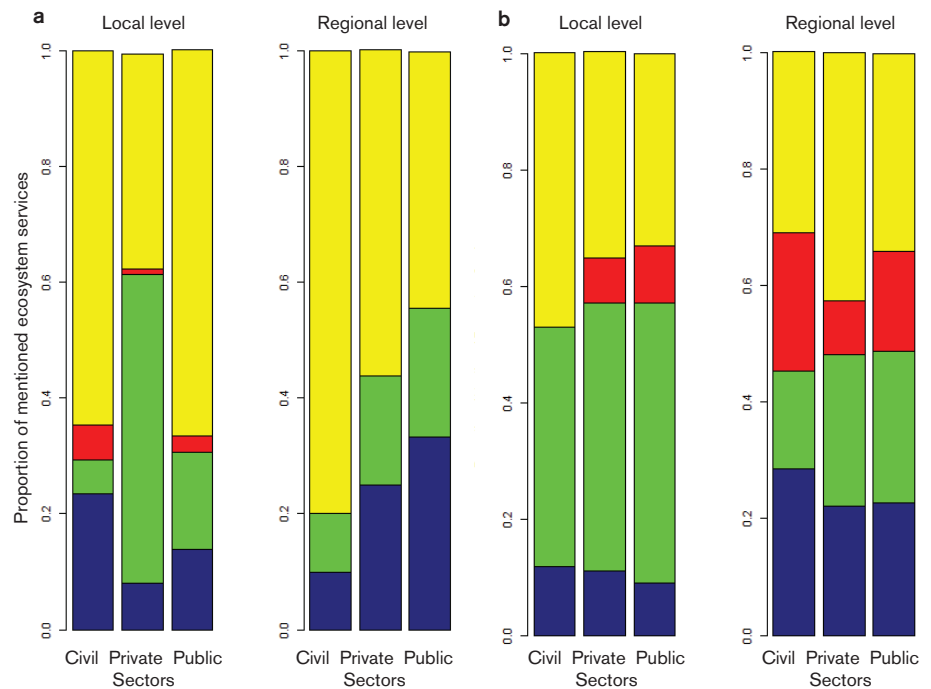 a
Local level
Regional level
b
Local level
Regional level
Proportion of mentioned ecosystem services
1.0
0.8
0.6
0.4
0.2
0.0
1.0
0.8
0.6
0.4
0.2
0.0
1.0
0.8
0.6
0.4
0.2
0.0
1.0
0.8
0.6
0.4
0.2
0.0
Civil Private Public
Sectors
Civil Private Public
Sectors
Civil Private Public
Sectors
Civil Private Public
Sectors